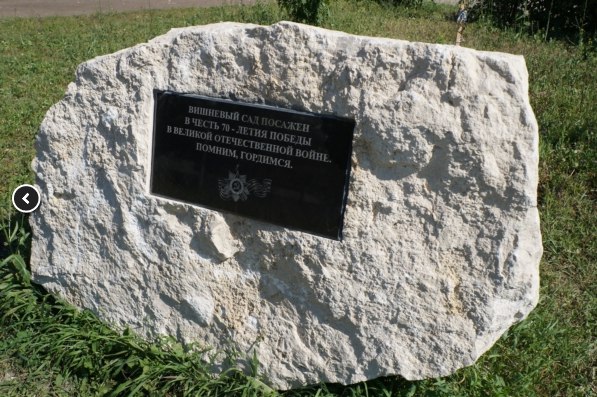 ВИШНЕВЫЙ САД ПОСАЖЕН
В ЧЕСТЬ 70 - ЛЕТИЯ ПОБЕДЫ
В ВЕЛИКОЙ ОТЕЧЕСТВЕННОЙ ВОЙНЕ.
ПОМНИМ, ГОРДИМСЯ.